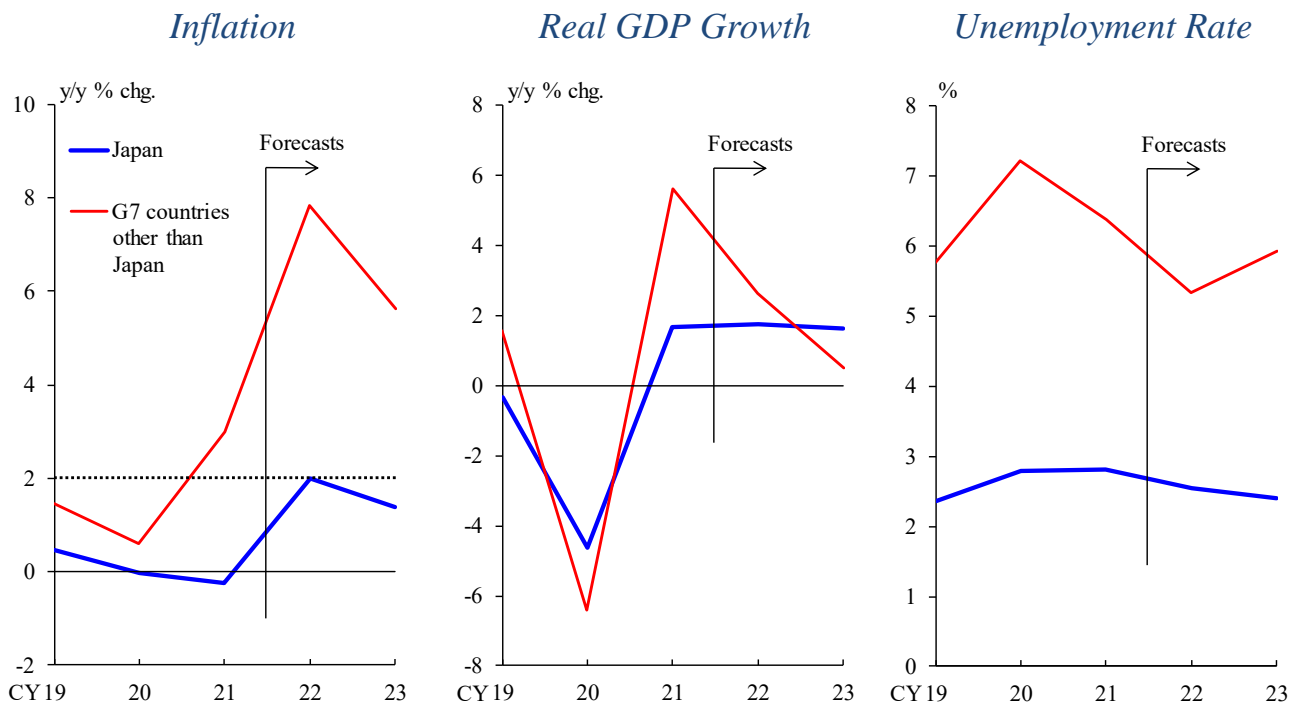 Inflation
y/y % chg.
10
8
6
4
2
0
-2
Forecasts
Japan
G7 countries
other than
Japan
CY 19 20 21 22 23
Real GDP Growth
y/y % chg.
8
6
4
2
0
-2
-4
-6
-8
Forecasts
CY 19 20 21 22 23
Unemployment Rate
%
8
7
6
5
4
3
2
1
0
Forecasts
CY 19 20 21 22 23